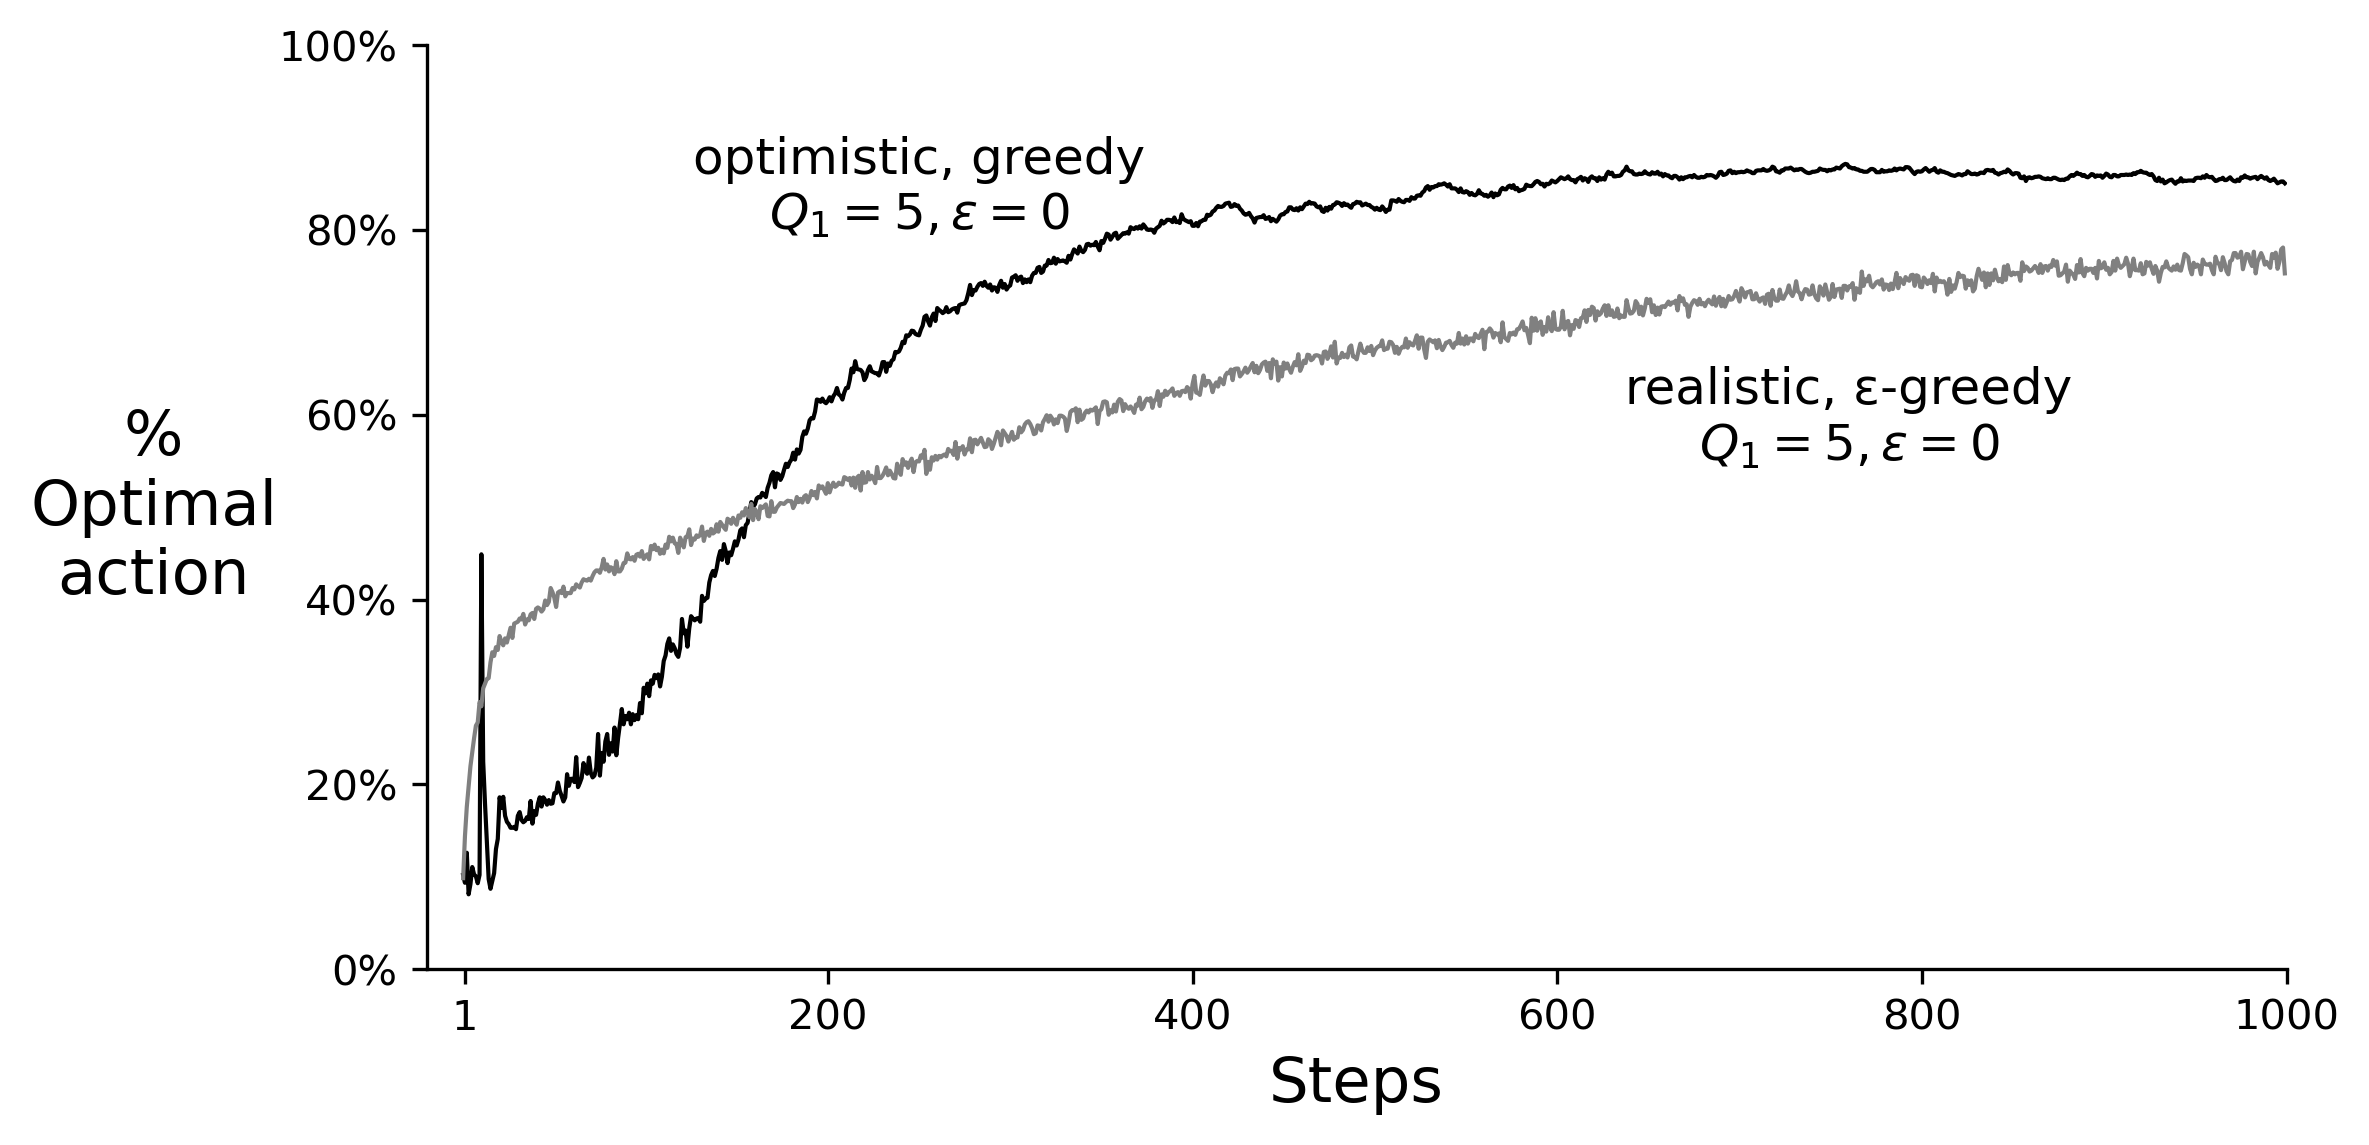 100%
80%
60%
40%
20%
0%
%
Optimal
action
optimistic, greedy
Q₁ = 5, ε = 0
realistic, ε-greedy
Q₁ = 5, ε = 0
1 200 400 600 800 1000
Steps